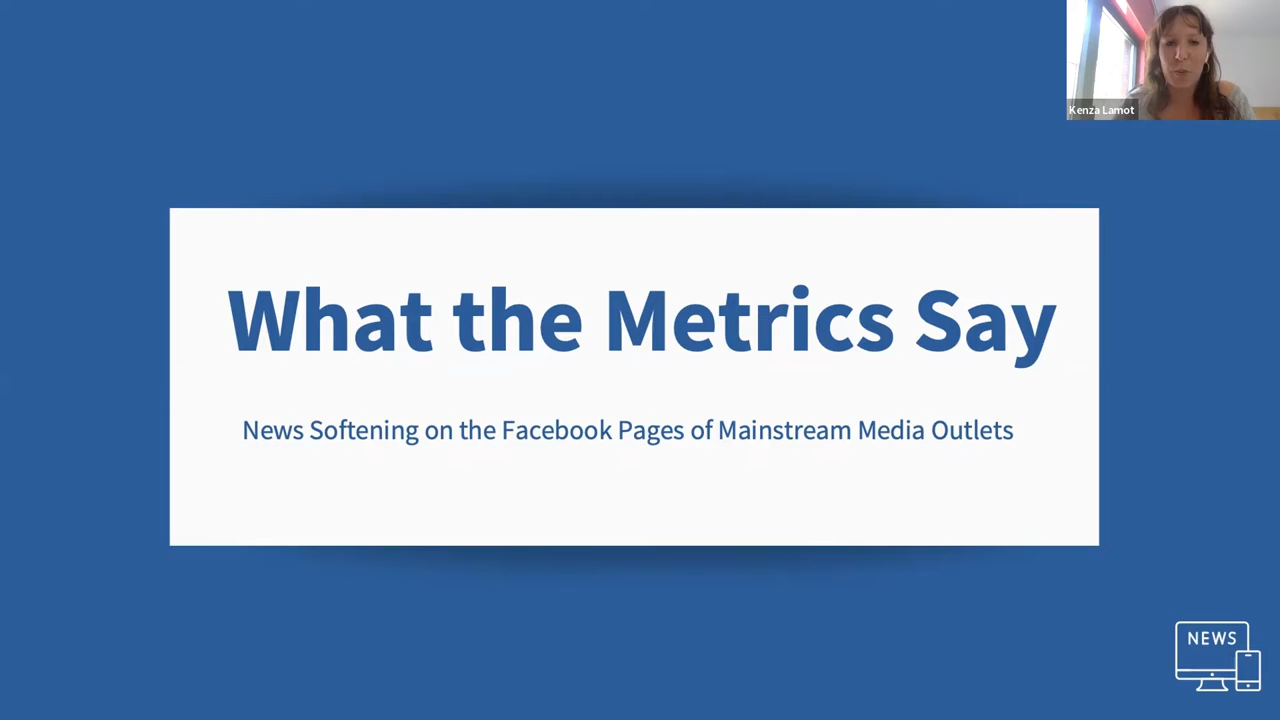 Kenza Lamot
What the Metrics Say
News Softening on the Facebook Pages of Mainstream Media Outlets
NEWS